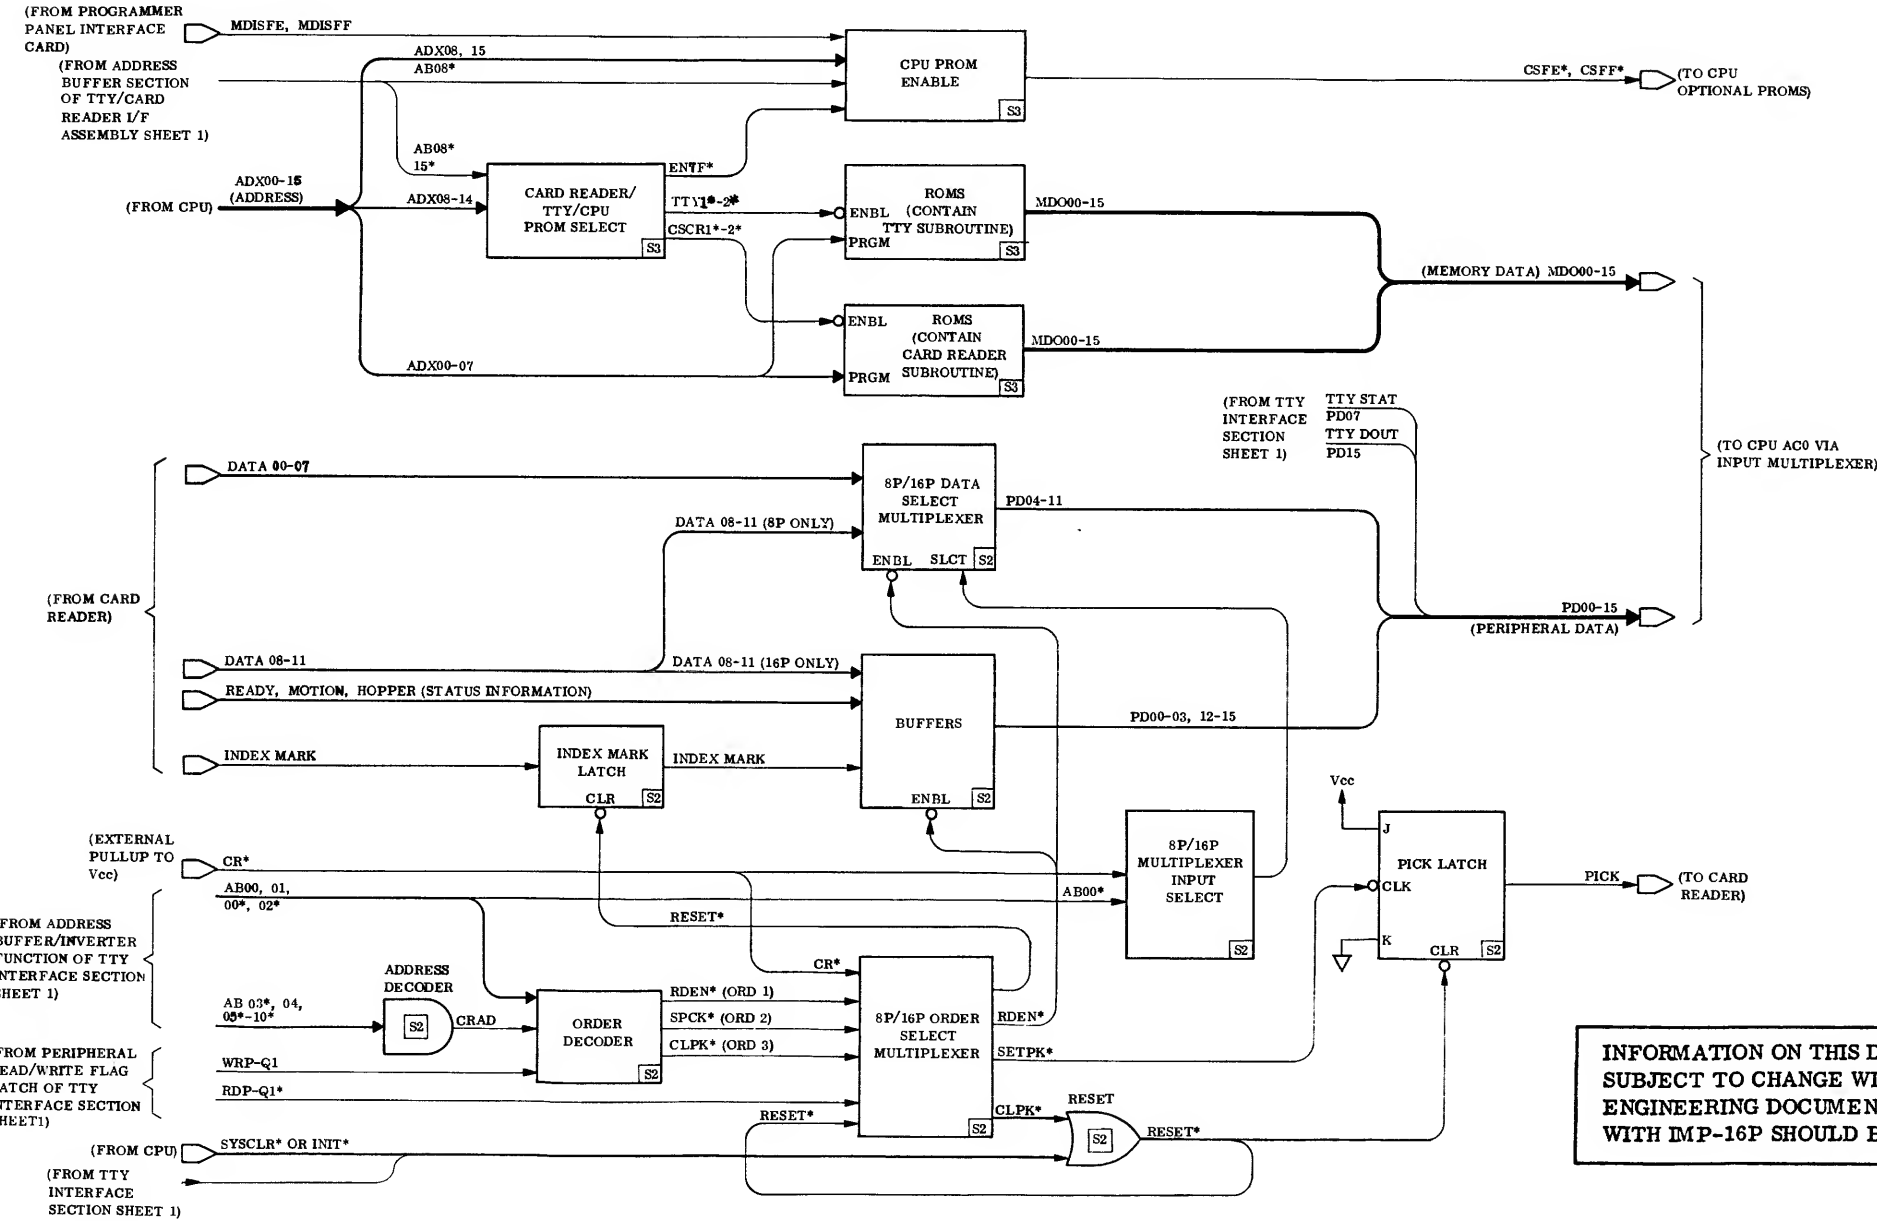 (FROM PROGRAMMER
PANEL INTERFACE
CARD)
MDISFE, MDISFF
(FROM ADDRESS
BUFFER SECTION
OF TTY/CARD
READER I/F
ASSEMBLY SHEET 1)
ADX08, 15
AB08*
CPU PROM
ENABLE
S3
CSFE*, CSFF*
(TO CPU
OPTIONAL PROMS)
AB08*
15*
ADX00-15
(ADDRESS)
(FROM CPU)
ADX08-14
CARD READER/
TTY/CPU
PROM SELECT
S3
EN7F*
TTY1*-2*
CSCR1*-2*
ENBL
PRGM
ROMS
(CONTAIN
TTY SUBROUTINE)
S3
MDO00-15
(MEMORY DATA) MDO00-15
ENBL
PRGM
ROMS
(CONTAIN
CARD READER
SUBROUTINE)
S3
MDO00-15
ADX00-07
(FROM TTY
INTERFACE
SECTION
SHEET 1)
TTY STAT
PD07
TTY DOUT
PD15
(TO CPU AC0 VIA
INPUT MULTIPLEXER)
DATA 00-07
8P/16P DATA
SELECT
MULTIPLEXER
ENBL SLCT S2
PD04-11
DATA 08-11 (8P ONLY)
(FROM CARD
READER)
PD00-15
(PERIPHERAL DATA)
DATA 08-11
DATA 08-11 (16P ONLY)
READY, MOTION, HOPPER (STATUS INFORMATION)
BUFFERS
ENBL S2
PD00-03, 12-15
INDEX MARK
INDEX MARK
LATCH
CLR S2
INDEX MARK
(EXTERNAL
PULLUP TO
Vcc)
CR*
8P/16P
MULTIPLEXER
INPUT
SELECT
S2
Vcc
J
PICK LATCH
CLK
K
CLR S2
PICK
(TO CARD
READER)
AB00, 01,
00*, 02*
AB00*
RESET*
FROM ADDRESS
BUFFER/INVERTER
FUNCTION OF TTY
INTERFACE SECTION
SHEET 1)
CR*
ADDRESS
DECODER
AB 03*, 04,
05*-10*
S2
CRAD
ORDER
DECODER
S2
RDEN* (ORD 1)
SPCK* (ORD 2)
CLPK* (ORD 3)
8P/16P ORDER
SELECT
MULTIPLEXER
S2
RDEN*
SETPK*
CLPK*
FROM PERIPHERAL
READ/WRITE FLAG
LATCH OF TTY
INTERFACE SECTION
SHEET1)
WRP-Q1
RDP-Q1*
RESET*
RESET
S2
RESET*
(FROM CPU)
SYSCLR* OR INIT*
(FROM TTY
INTERFACE
SECTION SHEET 1)
INFORMATION ON THIS D
SUBJECT TO CHANGE WI
ENGINEERING DOCUMEN
WITH IMP-16P SHOULD B